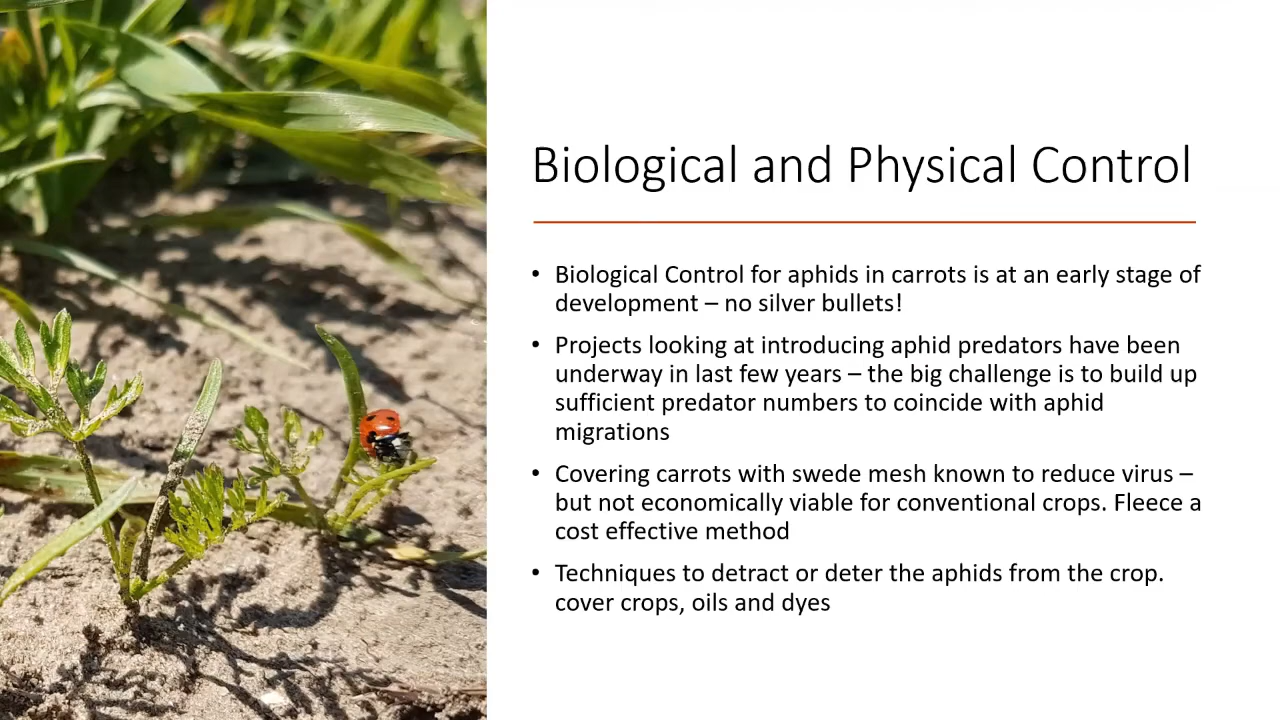 Biological and Physical Control
• Biological Control for aphids in carrots is at an early stage of
development – no silver bullets!
• Projects looking at introducing aphid predators have been
underway in last few years – the big challenge is to build up
sufficient predator numbers to coincide with aphid
migrations
• Covering carrots with swede mesh known to reduce virus –
but not economically viable for conventional crops. Fleece a
cost effective method
• Techniques to detract or deter the aphids from the crop.
cover crops, oils and dyes